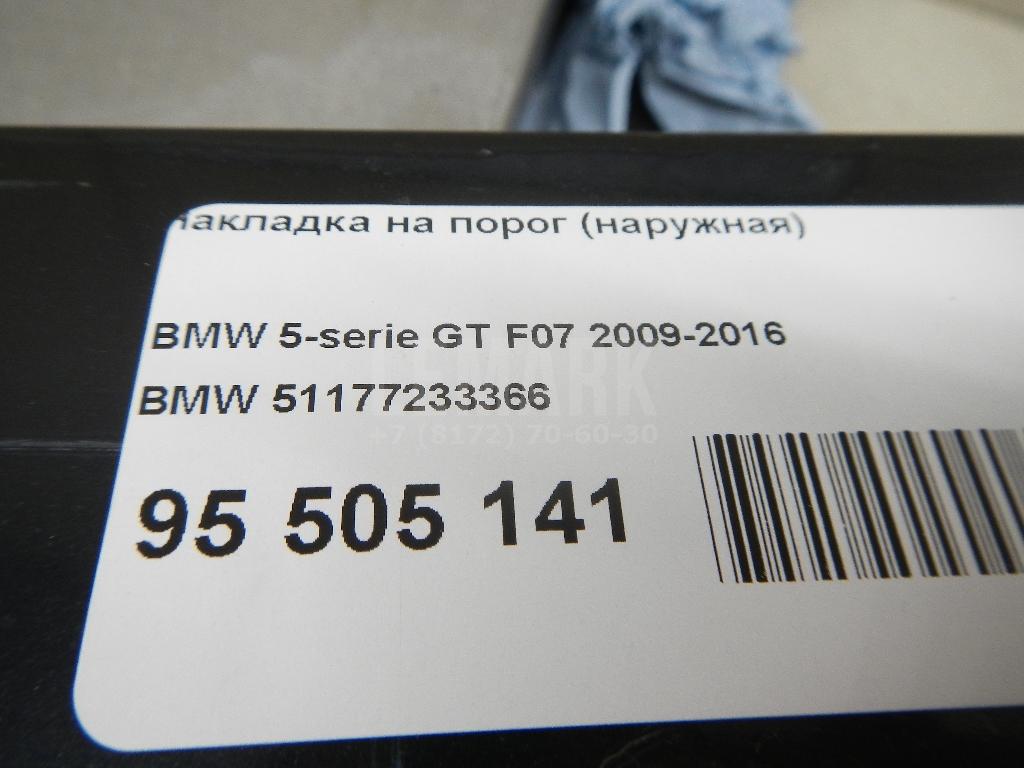 накладка на порог (наружная)
BMW 5-serie GT F07 2009-2016
BMW 51177233366
LEMARK
+7 (8172) 70-60-30
95 505 141